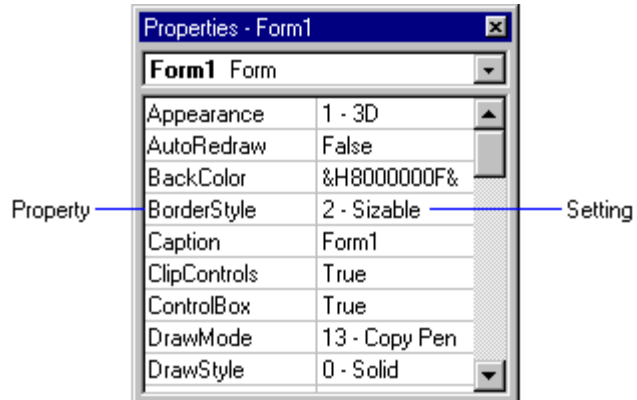 Properties - Form1
Form1 Form
Appearance 1 - 3D
AutoRedraw False
BackColor &H8000000F&
Property BorderStyle 2 - Sizable Setting
Caption Form1
ClipControls True
ControlBox True
DrawMode 13 - Copy Pen
DrawStyle 0 - Solid